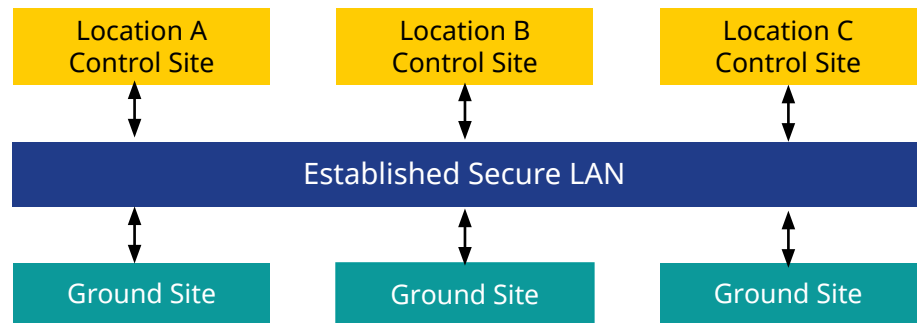 Location A
Control Site
Location B
Control Site
Location C
Control Site
Established Secure LAN
Ground Site
Ground Site
Ground Site